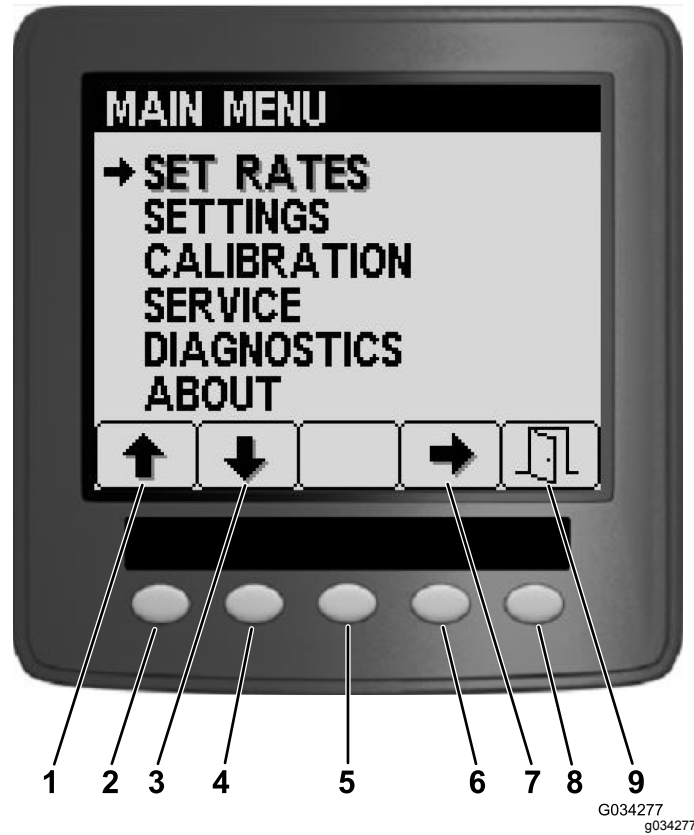 MAIN MENU
SET RATES
SETTINGS
CALIBRATION
SERVICE
DIAGNOSTICS
ABOUT
1 2 3 4 5 6 7 8 9
G034277
g034277